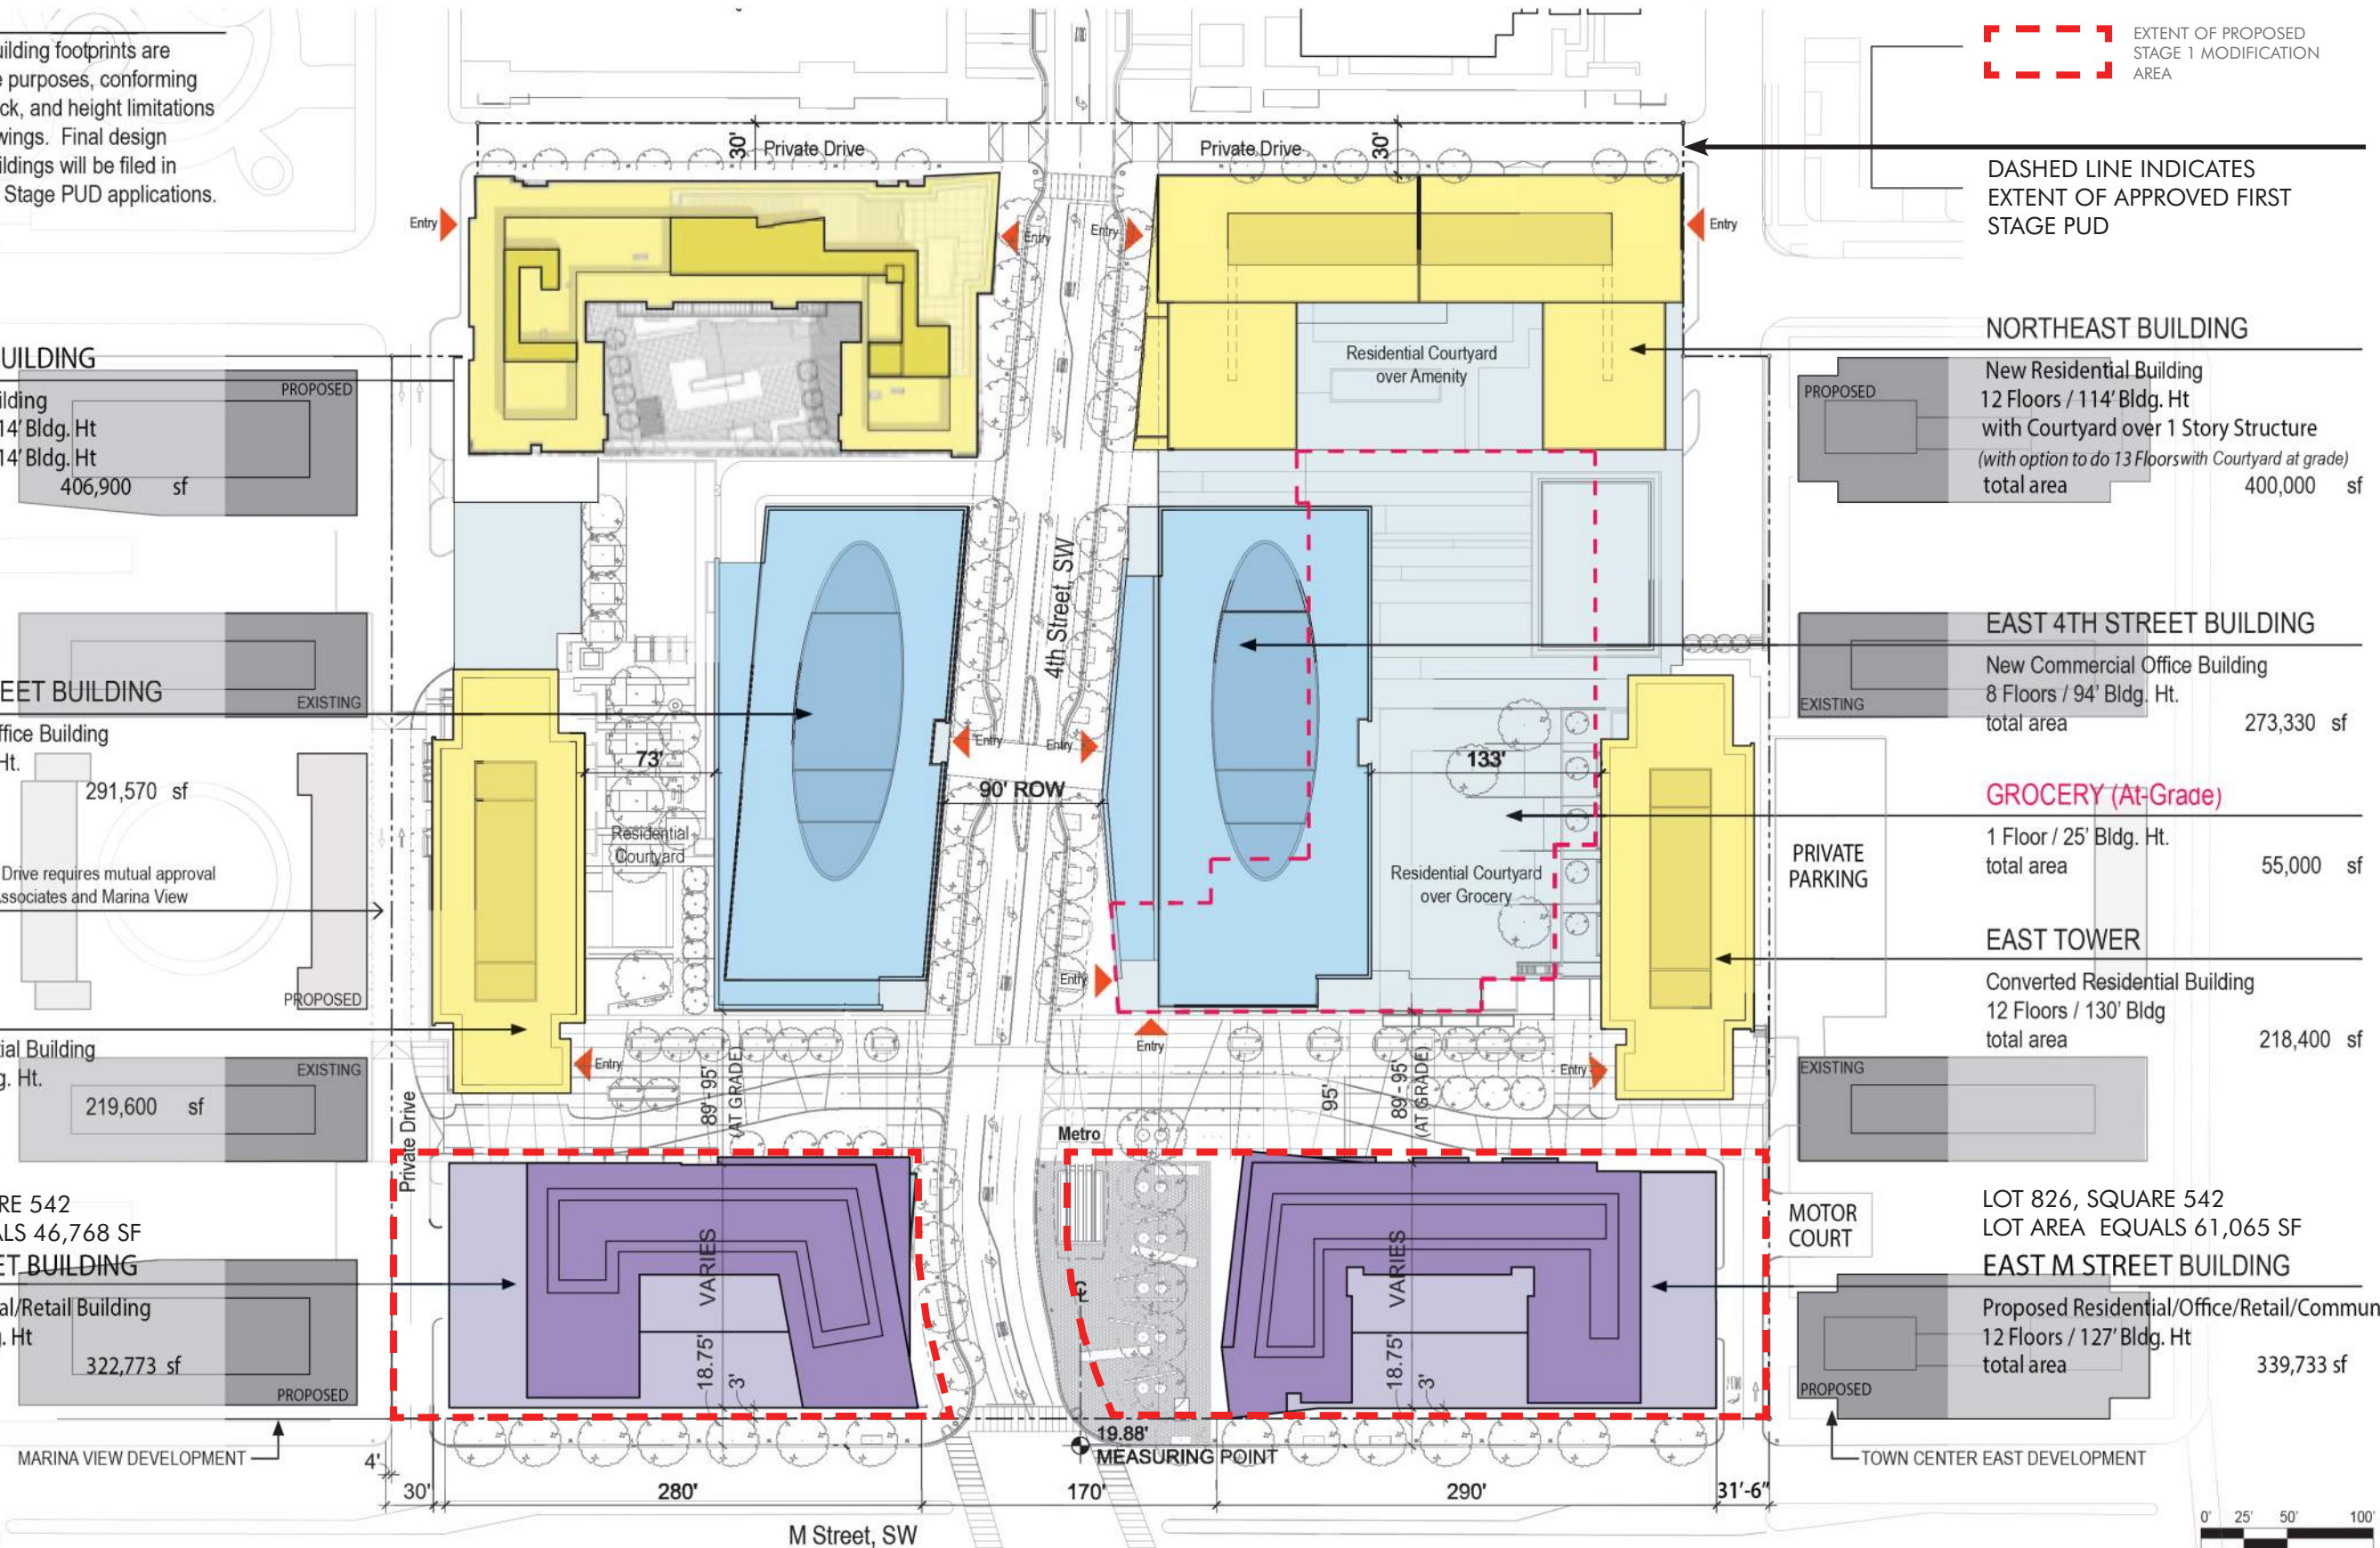 uilding footprints are
e purposes, conforming
ck, and height limitations
wings. Final design
ildings will be filed in
Stage PUD applications.
EXTENT OF PROPOSED
STAGE 1 MODIFICATION
AREA
DASHED LINE INDICATES
EXTENT OF APPROVED FIRST
STAGE PUD
30'
Private Drive
Private Drive
30'
Entry
Entry
Entry
Entry
UILDING
ilding
14' Bldg. Ht
14' Bldg. Ht
406,900 sf
PROPOSED
Residential Courtyard
over Amenity
PROPOSED
NORTHEAST BUILDING
New Residential Building
12 Floors / 114' Bldg. Ht
with Courtyard over 1 Story Structure
(with option to do 13 Floors with Courtyard at grade)
total area 400,000 sf
4th Street, SW
EET BUILDING
ffice Building
Ht.
291,570 sf
EXISTING
EXISTING
EAST 4TH STREET BUILDING
New Commercial Office Building
8 Floors / 94' Bldg. Ht.
total area 273,330 sf
73'
Entry
Entry
90' ROW
133'
GROCERY (At-Grade)
1 Floor / 25' Bldg. Ht.
total area 55,000 sf
Residential
Courtyard
Residential Courtyard
over Grocery
PRIVATE
PARKING
Drive requires mutual approval
ssociates and Marina View
PROPOSED
Entry
EAST TOWER
Converted Residential Building
12 Floors / 130' Bldg
total area 218,400 sf
tial Building
g. Ht.
219,600 sf
EXISTING
Entry
Entry
Entry
EXISTING
89'-95'
(AT GRADE)
95'
89'-95'
(AT GRADE)
Private Drive
Metro
RE 542
ALS 46,768 SF
ET BUILDING
al/Retail Building
. Ht
322,773 sf
PROPOSED
VARIES
18.75'
3'
VARIES
18.75'
3'
MOTOR
COURT
LOT 826, SQUARE 542
LOT AREA EQUALS 61,065 SF
EAST M STREET BUILDING
Proposed Residential/Office/Retail/Commun
12 Floors / 127' Bldg. Ht
total area 339,733 sf
PROPOSED
MARINA VIEW DEVELOPMENT
19.88'
MEASURING POINT
TOWN CENTER EAST DEVELOPMENT
4'
30'
280'
170'
290'
31'-6"
M Street, SW
0' 25' 50' 100'